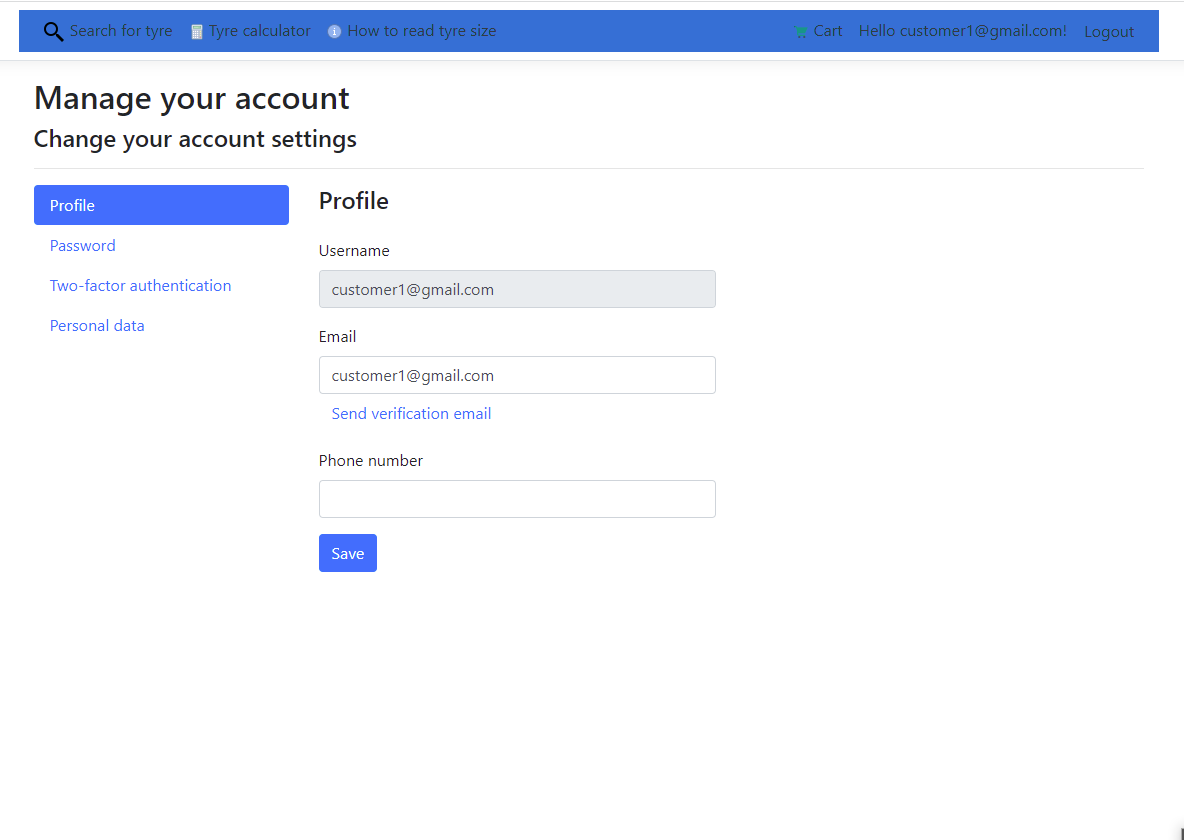 Search for tyre Tyre calculator How to read tyre size Cart Hello customer1@gmail.com! Logout
Manage your account
Change your account settings
Profile
Password
Two-factor authentication
Personal data
Profile
Username
customer1@gmail.com
Email
customer1@gmail.com
Send verification email
Phone number
Save